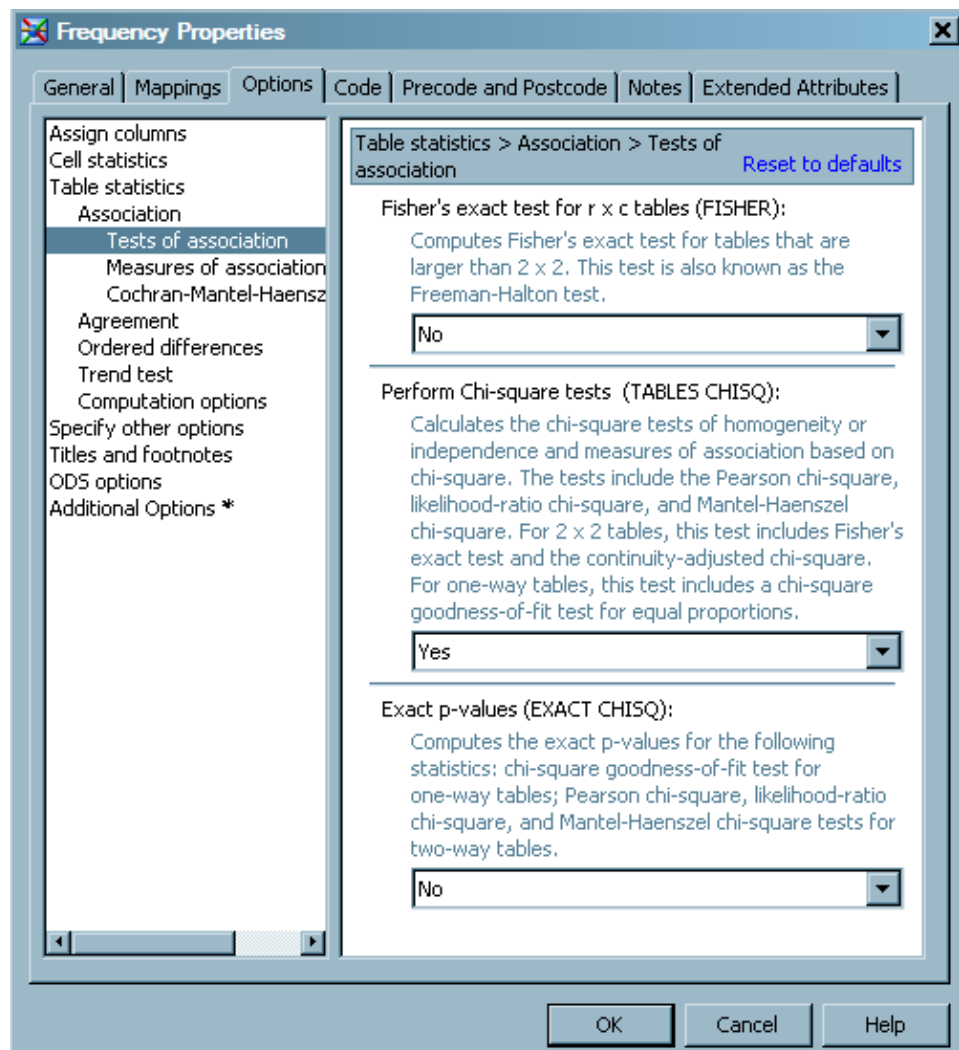 Frequency Properties
General Mappings Options Code Precode and Postcode Notes Extended Attributes
Assign columns
Cell statistics
Table statistics
Association
Tests of association
Measures of association
Cochran-Mantel-Haensz
Agreement
Ordered differences
Trend test
Computation options
Specify other options
Titles and footnotes
ODS options
Additional Options *
Table statistics > Association > Tests of
association
Reset to defaults
Fisher's exact test for r x c tables (FISHER):
Computes Fisher's exact test for tables that are
larger than 2 x 2. This test is also known as the
Freeman-Halton test.
No
Perform Chi-square tests (TABLES CHISQ):
Calculates the chi-square tests of homogeneity or
independence and measures of association based on
chi-square. The tests include the Pearson chi-square,
likelihood-ratio chi-square, and Mantel-Haenszel
chi-square. For 2 x 2 tables, this test includes Fisher's
exact test and the continuity-adjusted chi-square.
For one-way tables, this test includes a chi-square
goodness-of-fit test for equal proportions.
Yes
Exact p-values (EXACT CHISQ):
Computes the exact p-values for the following
statistics: chi-square goodness-of-fit test for
one-way tables; Pearson chi-square, likelihood-ratio
chi-square, and Mantel-Haenszel chi-square tests for
two-way tables.
No
OK Cancel Help